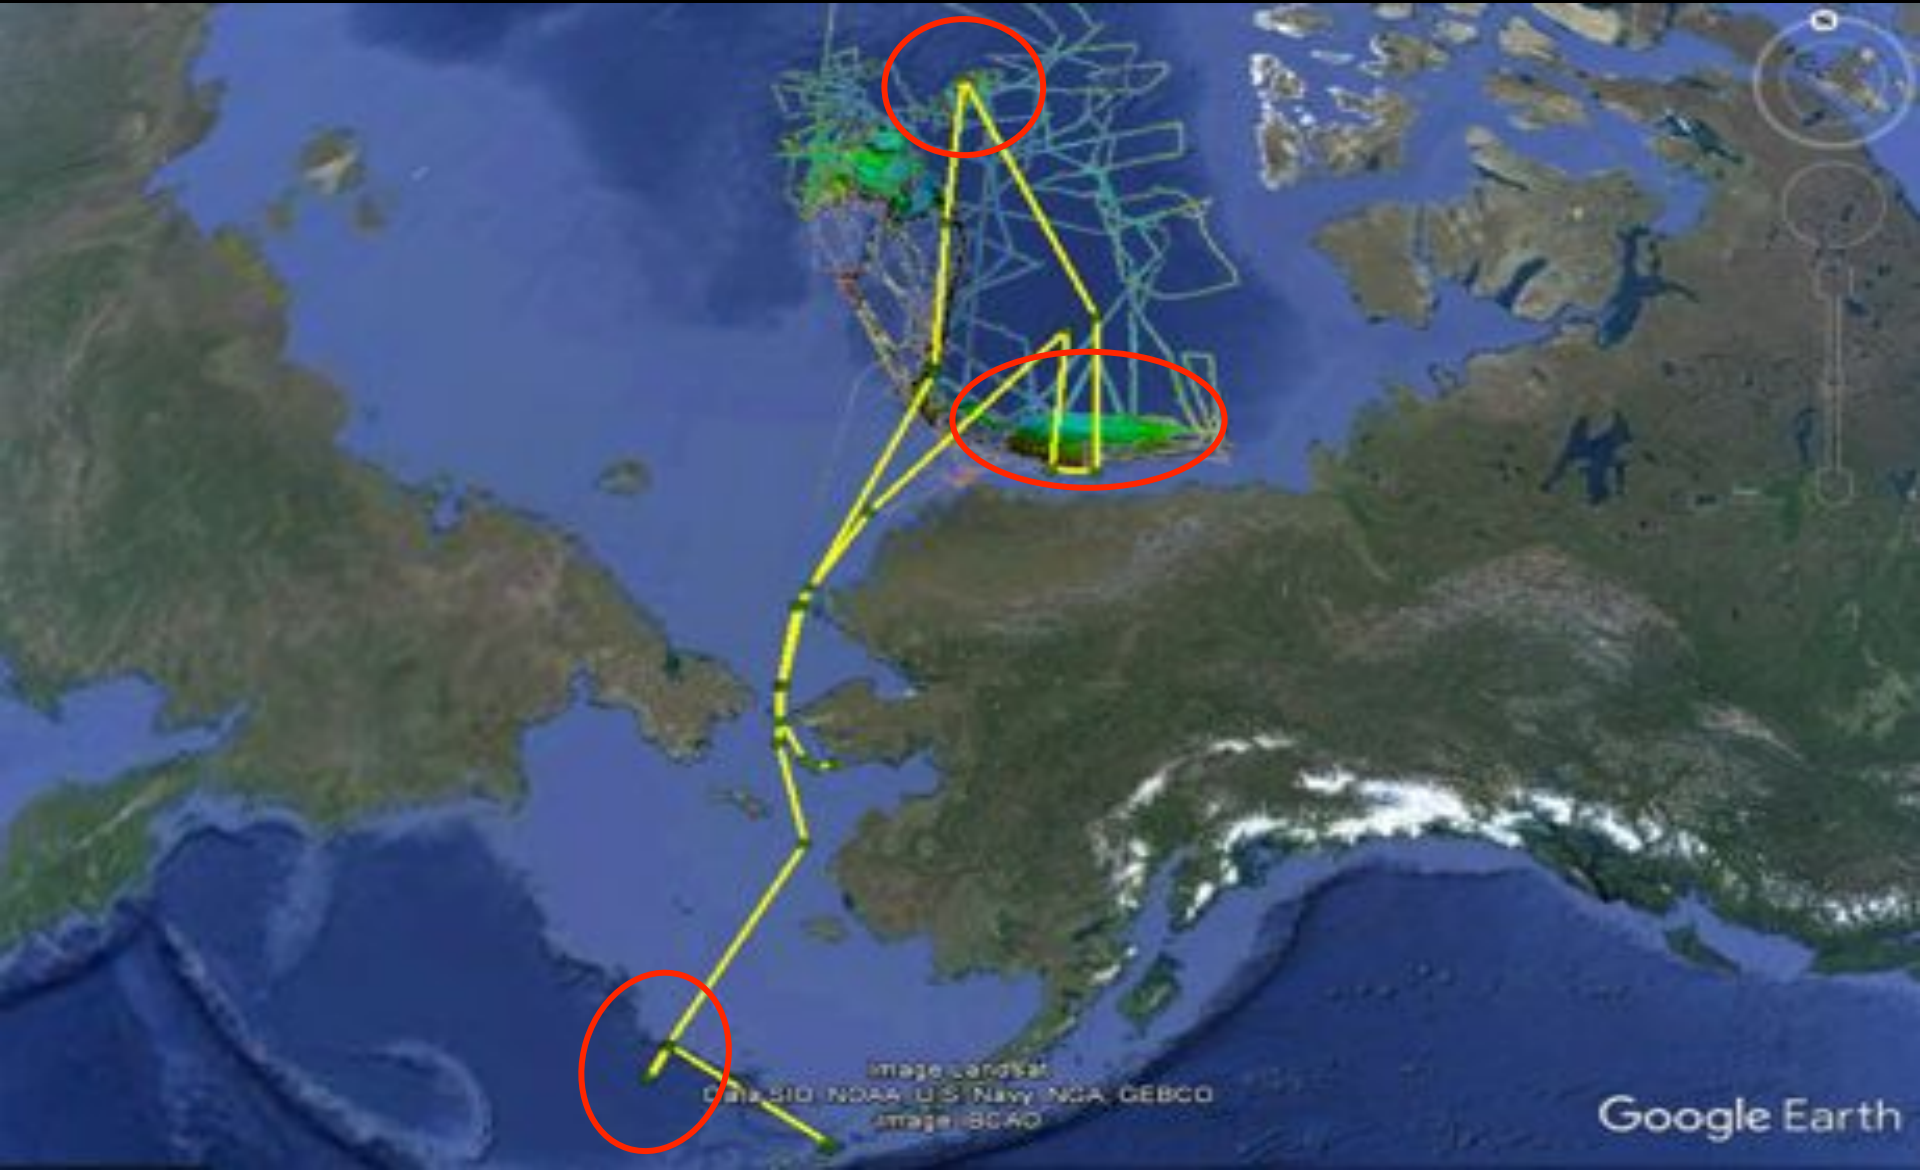 Image Landsat
Data SIO, NOAA, U.S. Navy, NGA, GEBCO
Image IBCAO
Google Earth